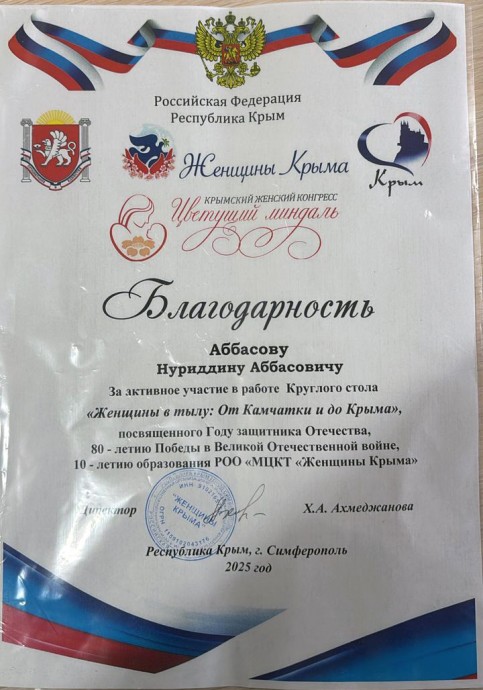 Российская Федерация
Республика Крым
Женщины Крыма
Крым
КРЫМСКИЙ ЖЕНСКИЙ КОНГРЕСС
Цветущий миндаль
Благодарность
Аббасову
Нуриддину Аббасовичу
За активное участие в работе Круглого стола
«Женщины в тылу: От Камчатки и до Крыма»,
посвященного Году защитника Отечества,
80 - летию Победы в Великой Отечественной войне,
10 - летию образования РОО «МЦКТ «Женщины Крыма»
Директор
"ЖЕНЩИНЫ
КРЫМА"
Х.А. Ахмеджанова
Республика Крым, г. Симферополь
2025 год